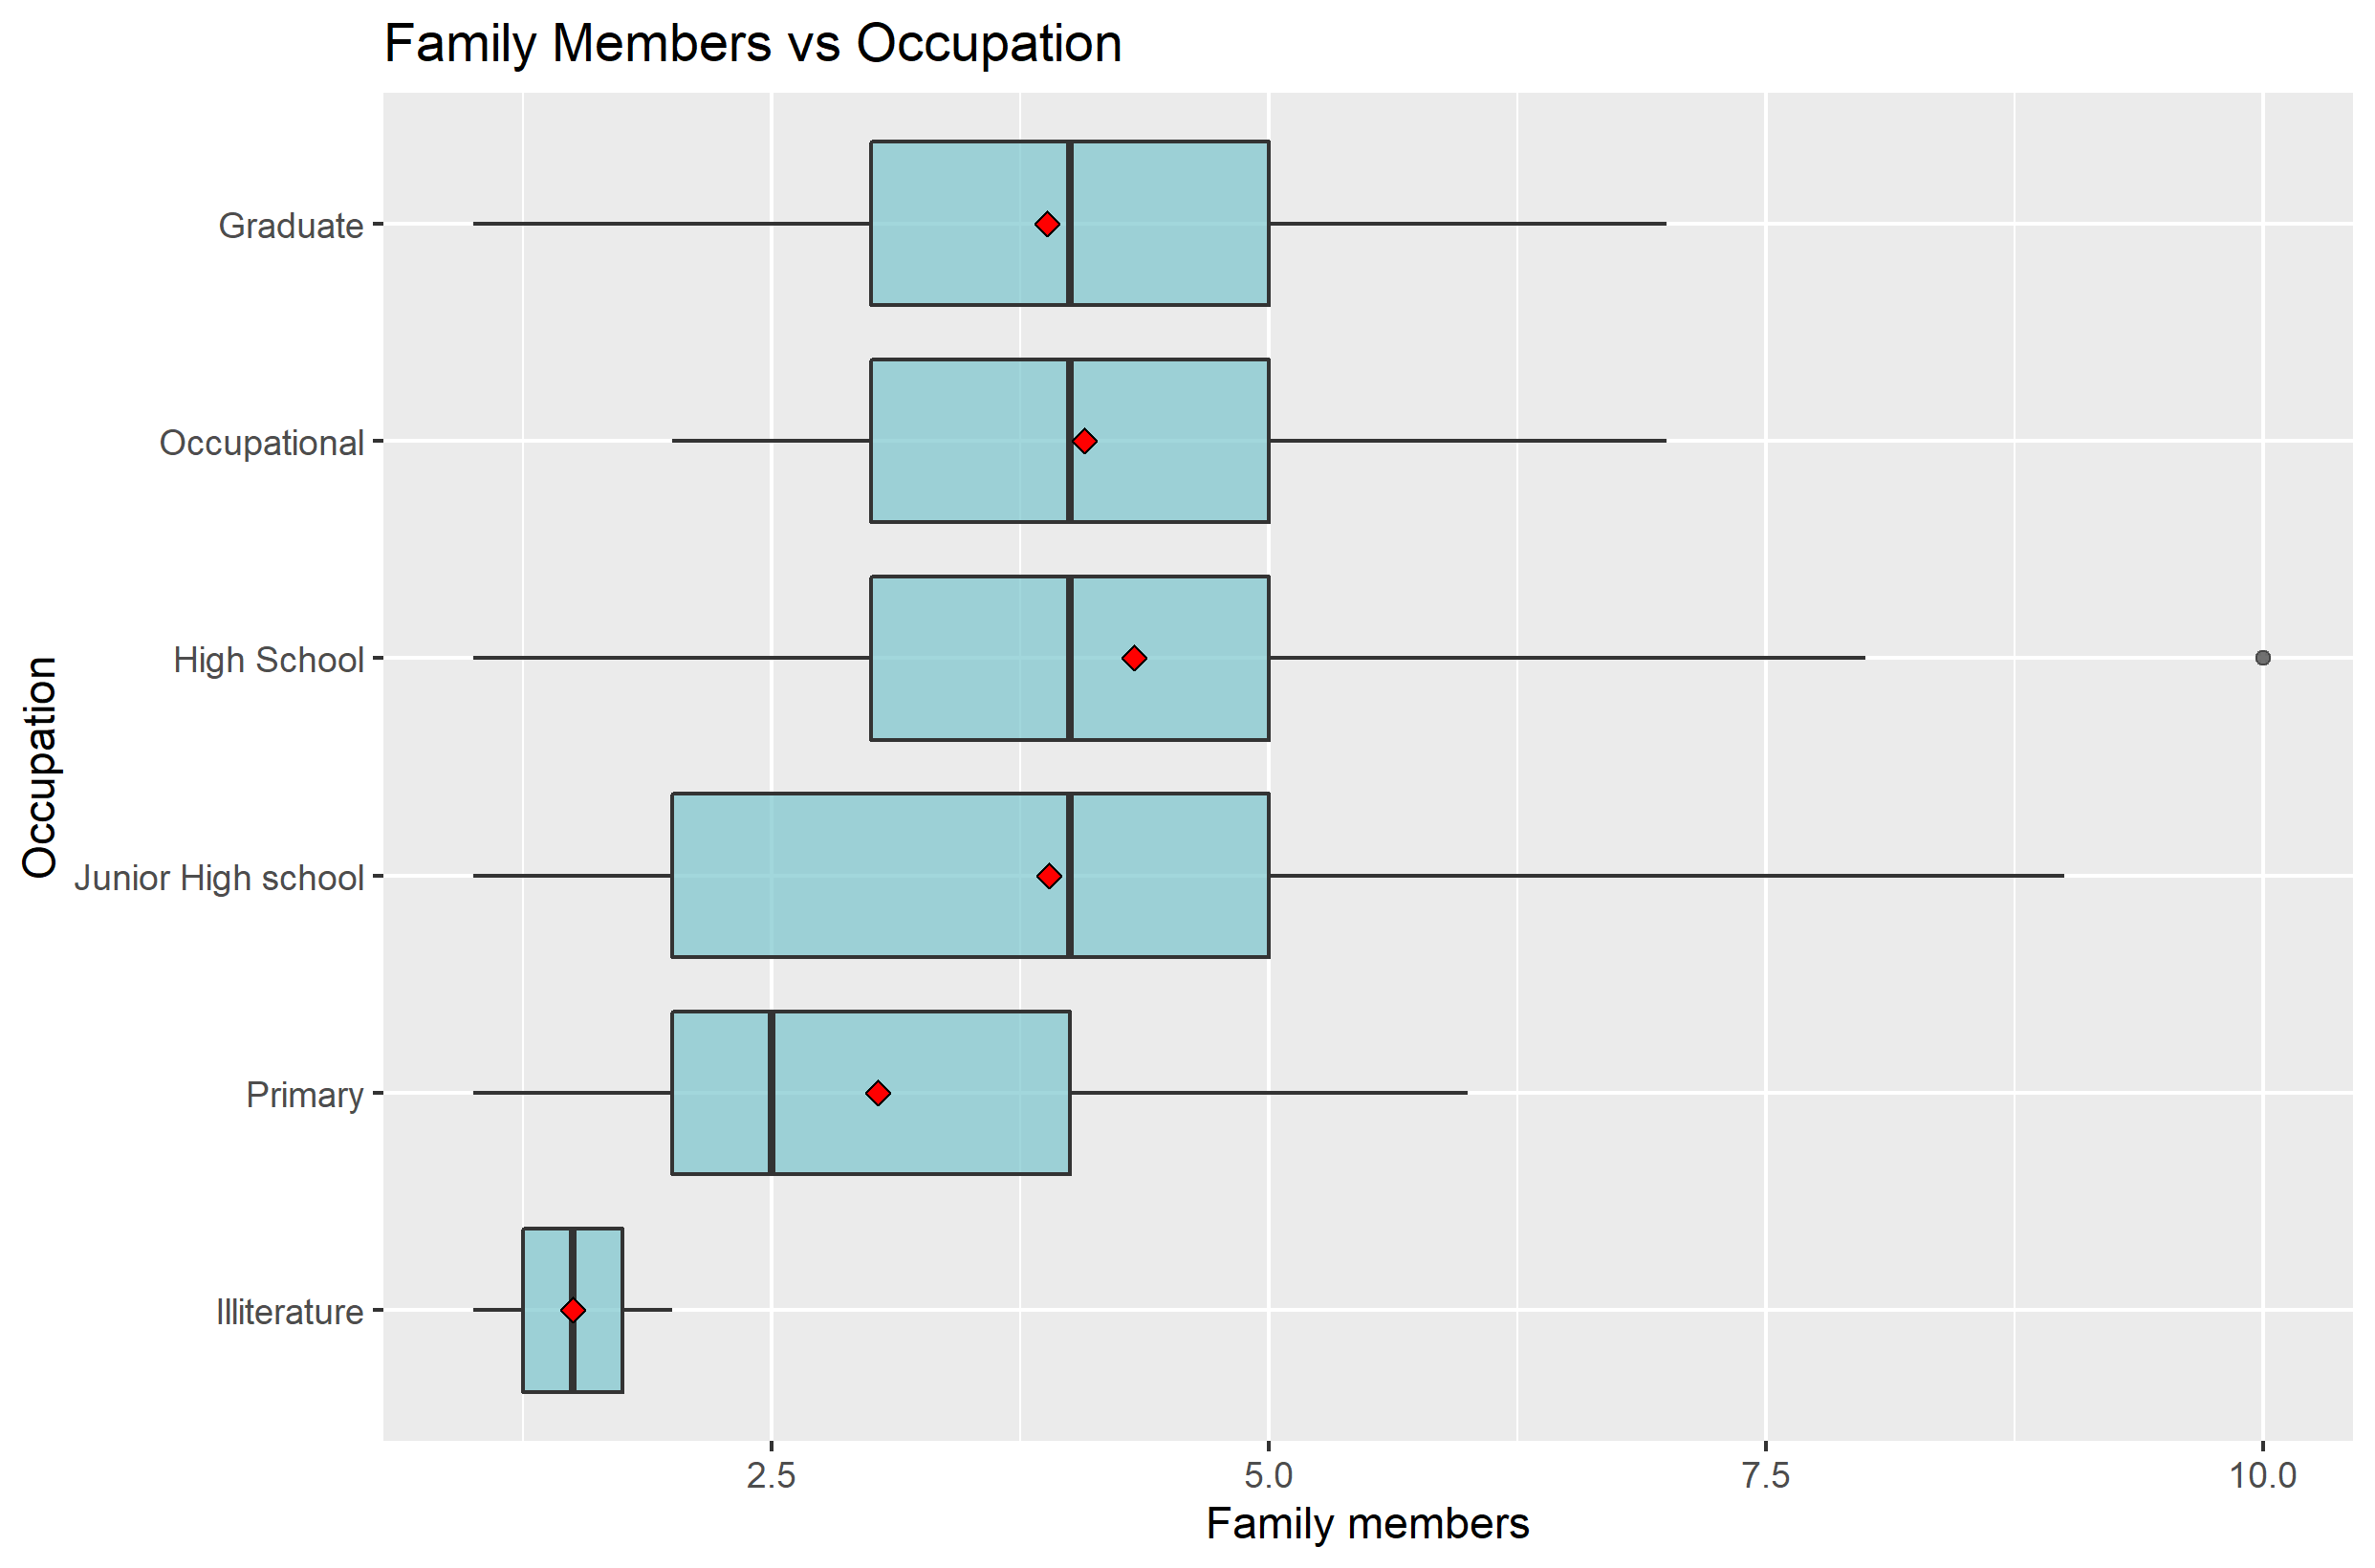 Family Members vs Occupation
Graduate
Occupational
High School
Junior High school
Primary
Illiterature
Occupation
2.5 5.0 7.5 10.0
Family members